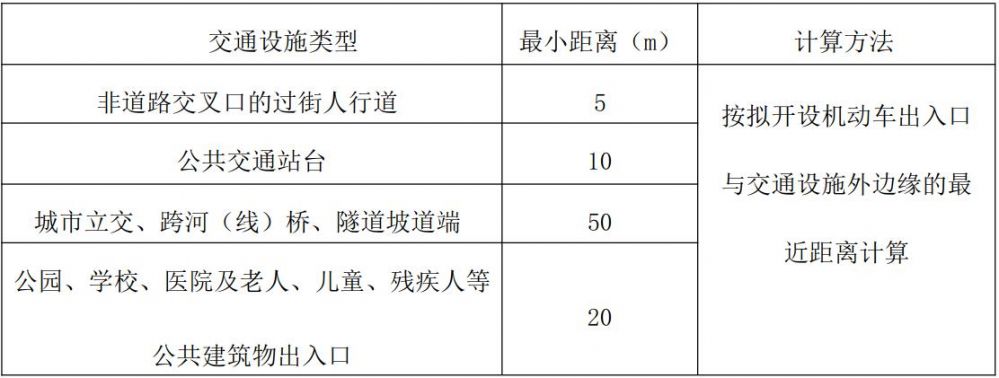 交通设施类型
最小距离（m）
计算方法
非道路交叉口的过街人行道
5
公共交通站台
10
城市立交、跨河（线）桥、隧道坡道端
50
公园、学校、医院及老人、儿童、残疾人等
公共建筑物出入口
20
按拟开设机动车出入口
与交通设施外边缘的最
近距离计算